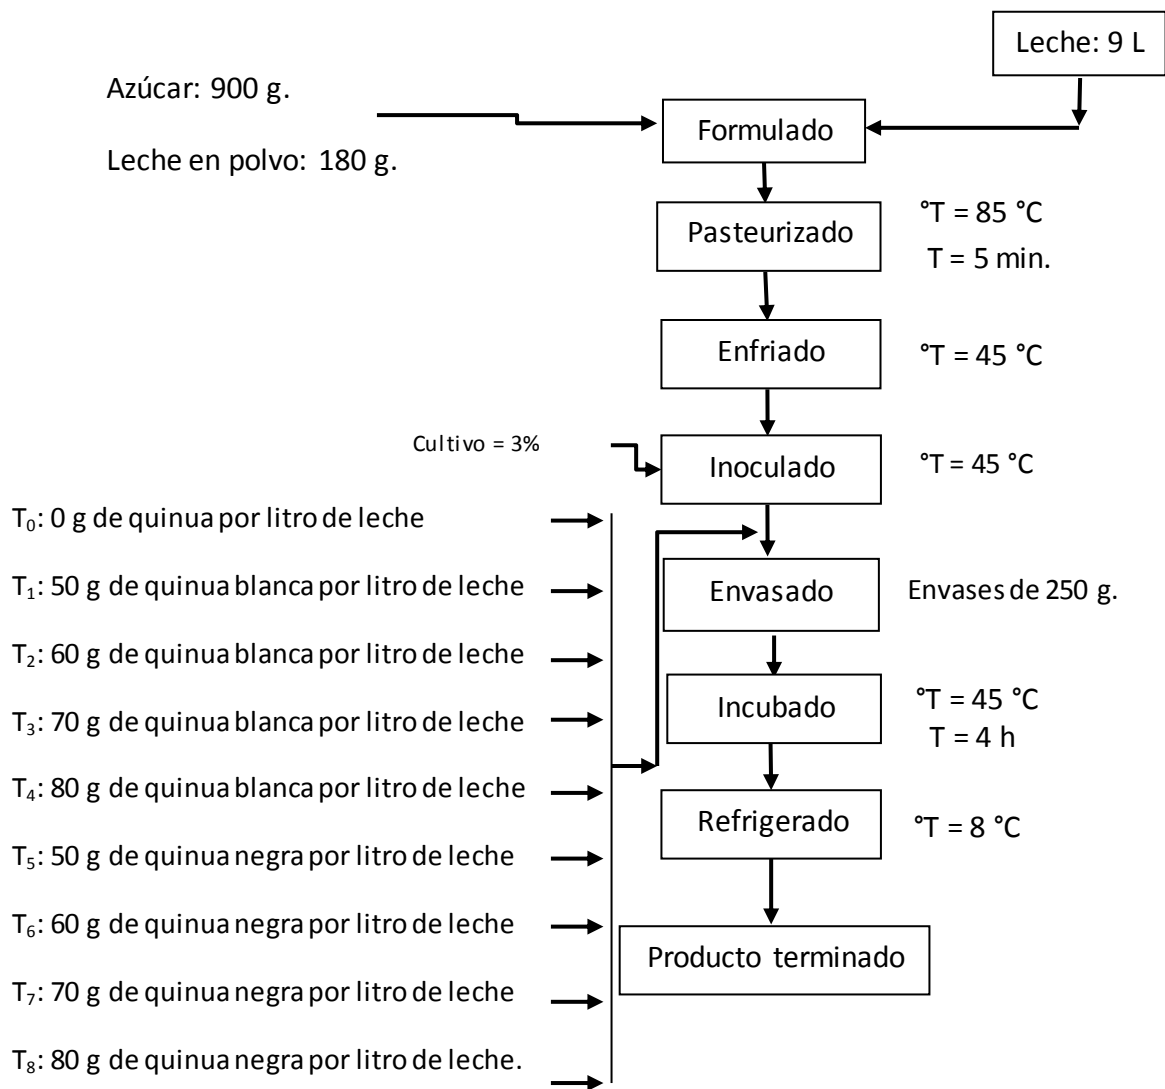 Leche: 9 L
Azúcar: 900 g.
Formulado
Leche en polvo: 180 g.
°T = 85 °C
Pasteurizado
T = 5 min.
Enfriado
°T = 45 °C
Cultivo = 3%
Inoculado
°T = 45 °C
T₀: 0 g de quinua por litro de leche
T₁: 50 g de quinua blanca por litro de leche
Envasado
Envases de 250 g.
T₂: 60 g de quinua blanca por litro de leche
Incubado
°T = 45 °C
T = 4 h
T₃: 70 g de quinua blanca por litro de leche
T₄: 80 g de quinua blanca por litro de leche
Refrigerado
°T = 8 °C
T₅: 50 g de quinua negra por litro de leche
T₆: 60 g de quinua negra por litro de leche
Producto terminado
T₇: 70 g de quinua negra por litro de leche
T₈: 80 g de quinua negra por litro de leche.